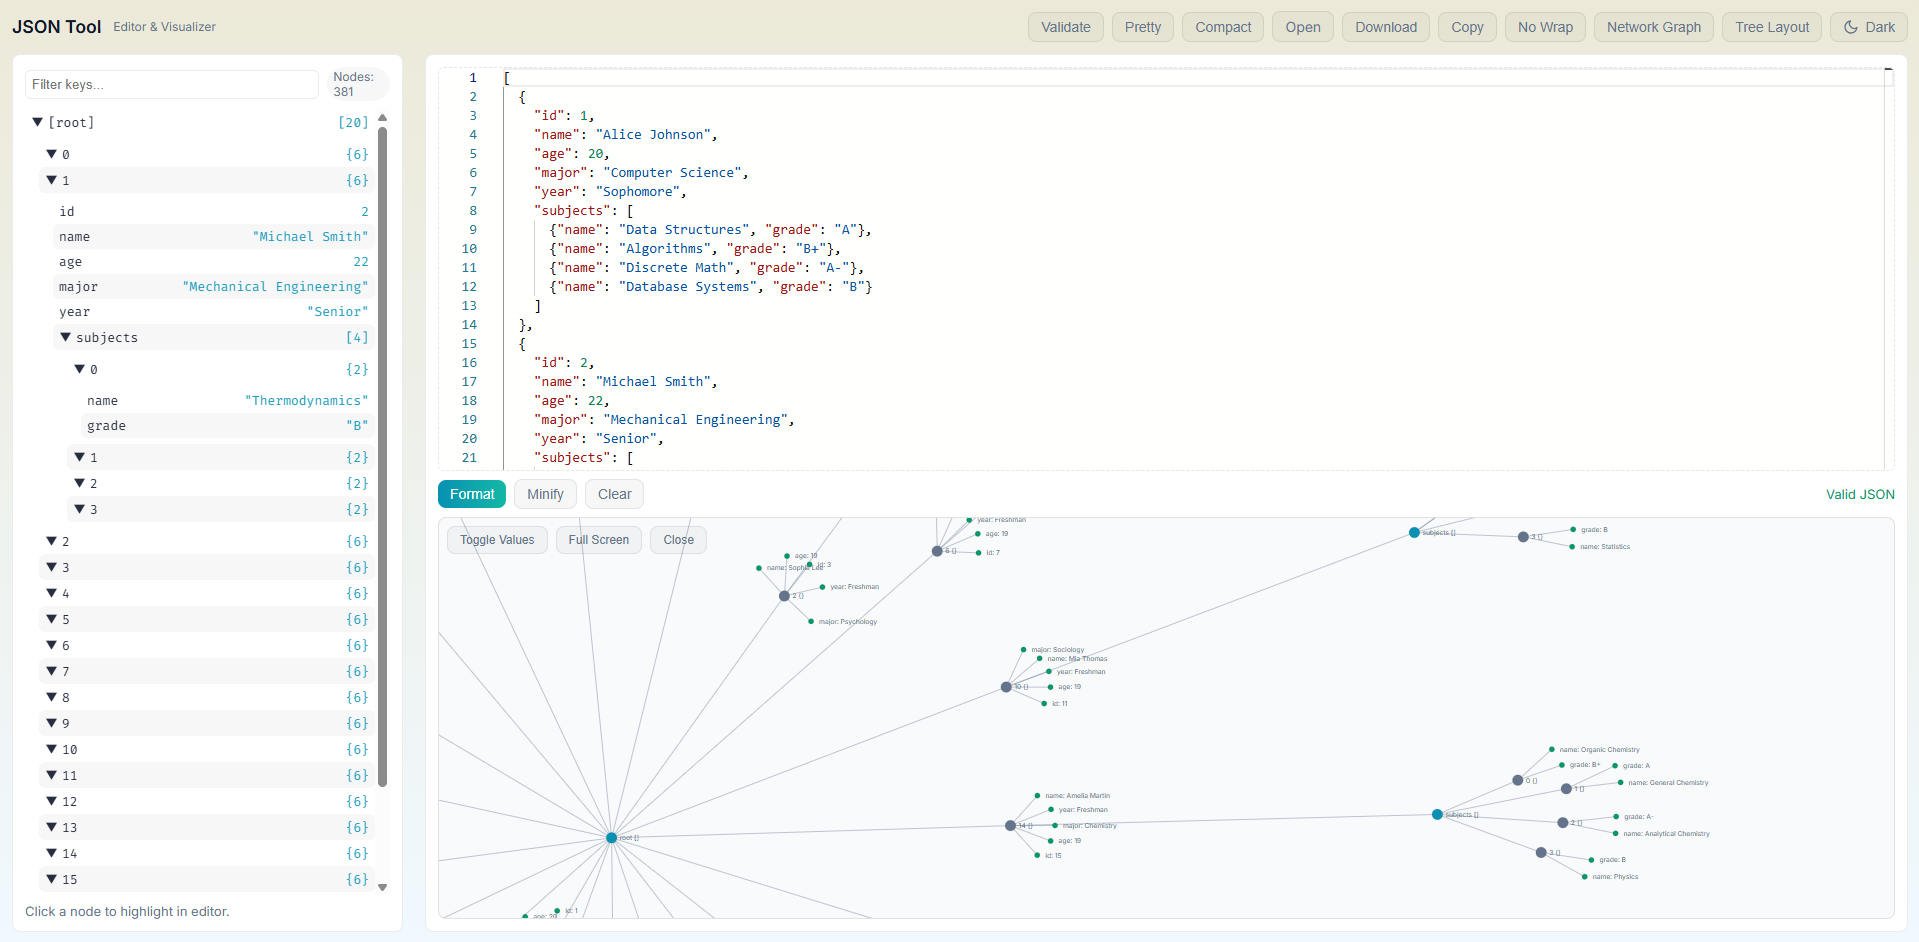 JSON Tool Editor & Visualizer
Validate Pretty Compact Open Download Copy No Wrap Network Graph Tree Layout Dark
Filter keys...
Nodes: 381
[root] [20]
0 {6}
1 {6}
id 2
name "Michael Smith"
age 22
major "Mechanical Engineering"
year "Senior"
subjects [4]
0 {2}
name "Thermodynamics"
grade "B"
1 {2}
2 {2}
3 {2}
2 {6}
3 {6}
4 {6}
5 {6}
6 {6}
7 {6}
8 {6}
9 {6}
10 {6}
11 {6}
12 {6}
13 {6}
14 {6}
15 {6}
Click a node to highlight in editor.
1 [
2 {
3 "id": 1,
4 "name": "Alice Johnson",
5 "age": 20,
6 "major": "Computer Science",
7 "year": "Sophomore",
8 "subjects": [
9 {"name": "Data Structures", "grade": "A"},
10 {"name": "Algorithms", "grade": "B+"},
11 {"name": "Discrete Math", "grade": "A-"},
12 {"name": "Database Systems", "grade": "B"}
13 ]
14 },
15 {
16 "id": 2,
17 "name": "Michael Smith",
18 "age": 22,
19 "major": "Mechanical Engineering",
20 "year": "Senior",
21 "subjects": [
Format Minify Clear
Valid JSON
Toggle Values Full Screen Close
year: Freshman
age: 19
6 {}
id: 7
subjects []
3 {}
grade: B
name: Statistics
age: 19
name: Sophia Lee
id: 3
year: Freshman
2 {}
major: Psychology
major: Sociology
name: Mia Thomas
year: Freshman
10 {}
age: 19
id: 11
name: Amelia Martin
year: Freshman
14 {}
major: Chemistry
age: 19
id: 15
root []
subjects []
name: Organic Chemistry
grade: B+
0 {}
grade: A
name: General Chemistry
1 {}
grade: A-
2 {}
name: Analytical Chemistry
3 {}
grade: B
name: Physics
id: 1
age: 20